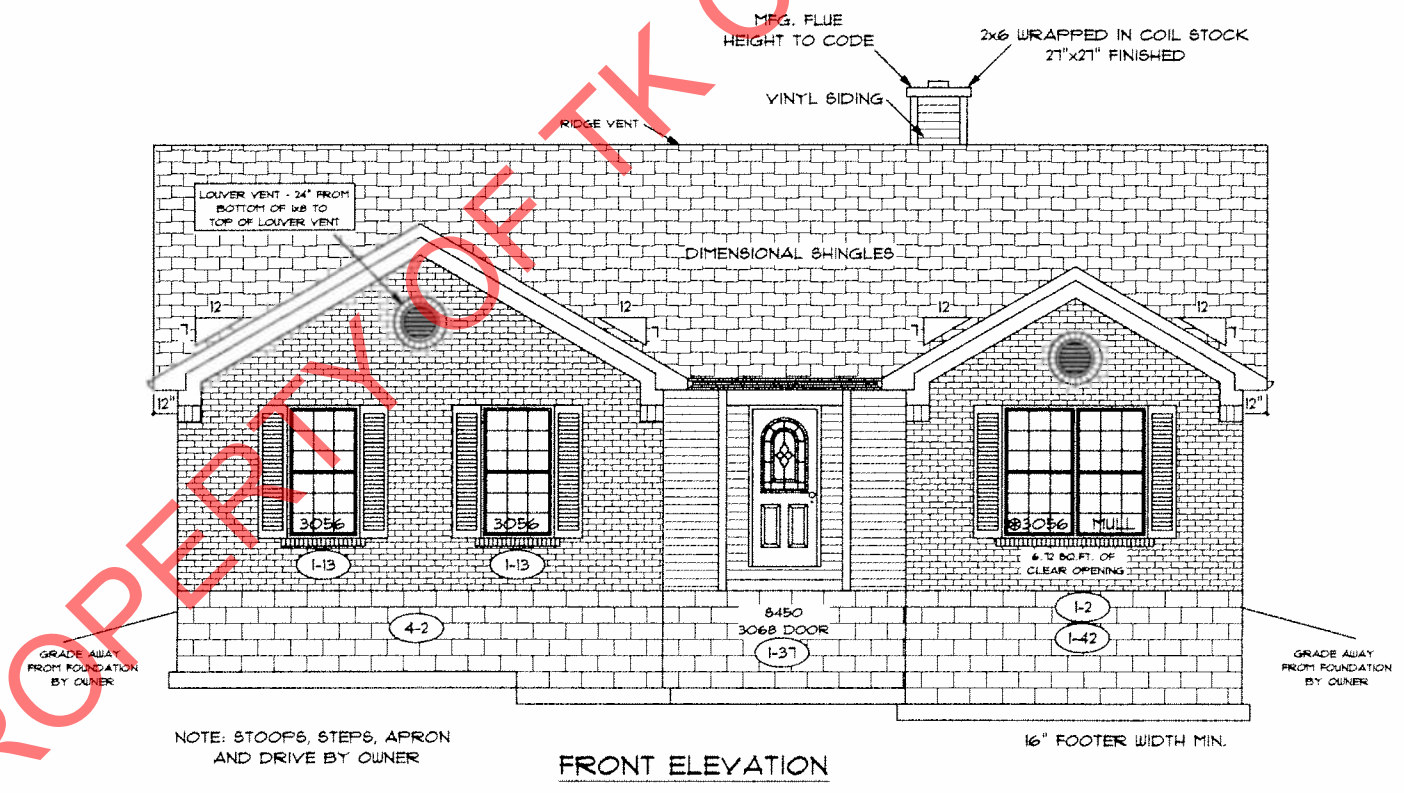 MFG. FLUE
HEIGHT TO CODE
2x6 WRAPPED IN COIL STOCK
27"x27" FINISHED
VINYL SIDING
RIDGE VENT
LOUVER VENT - 24" FROM
BOTTOM OF 1x8 TO
TOP OF LOUVER VENT
DIMENSIONAL SHINGLES
12
7
12
7
12
7
12
7
12"
12"
3056
3056
3056 MULL
1-13
1-13
6.72 SQ.FT. OF
CLEAR OPENING
4-2
S450
3068 DOOR
1-37
1-2
1-42
GRADE AWAY
FROM FOUNDATION
BY OWNER
GRADE AWAY
FROM FOUNDATION
BY OWNER
NOTE: STOOPS, STEPS, APRON
AND DRIVE BY OWNER
16" FOOTER WIDTH MIN.
FRONT ELEVATION
ROPERTY OF TK